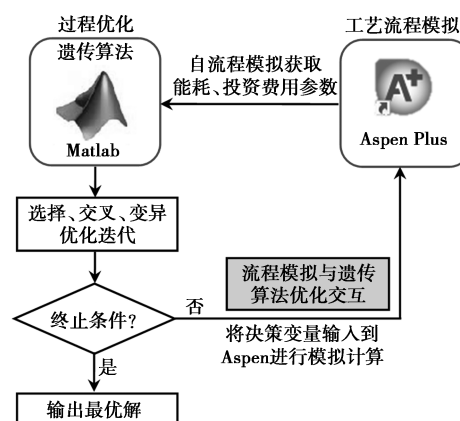 过程优化
工艺流程模拟
遗传算法
Matlab
自流程模拟获取
能耗、投资费用参数
A+
Aspen Plus
选择、交叉、变异
优化迭代
流程模拟与遗传
算法优化交互
终止条件?
否
将决策变量输入到
Aspen进行模拟计算
是
输出最优解